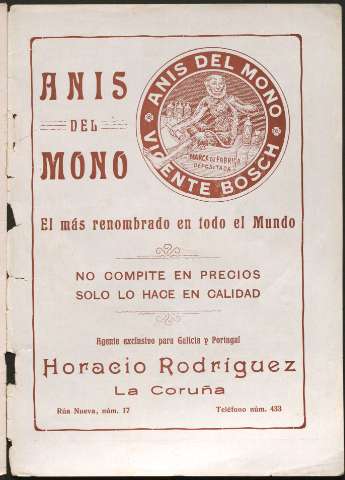 ANIS
DEL
MONO
ANIS DEL MONO
VICENTE BOSCH
MARCA DE FABRICA
DEPOSITADA
El más renombrado en todo el Mundo
NO COMPITE EN PRECIOS
SOLO LO HACE EN CALIDAD
Agente exclusivo para Galicia y Portugal
Horacio Rodríguez
La Coruña
Rúa Nueva, núm. 17
Teléfono núm. 433